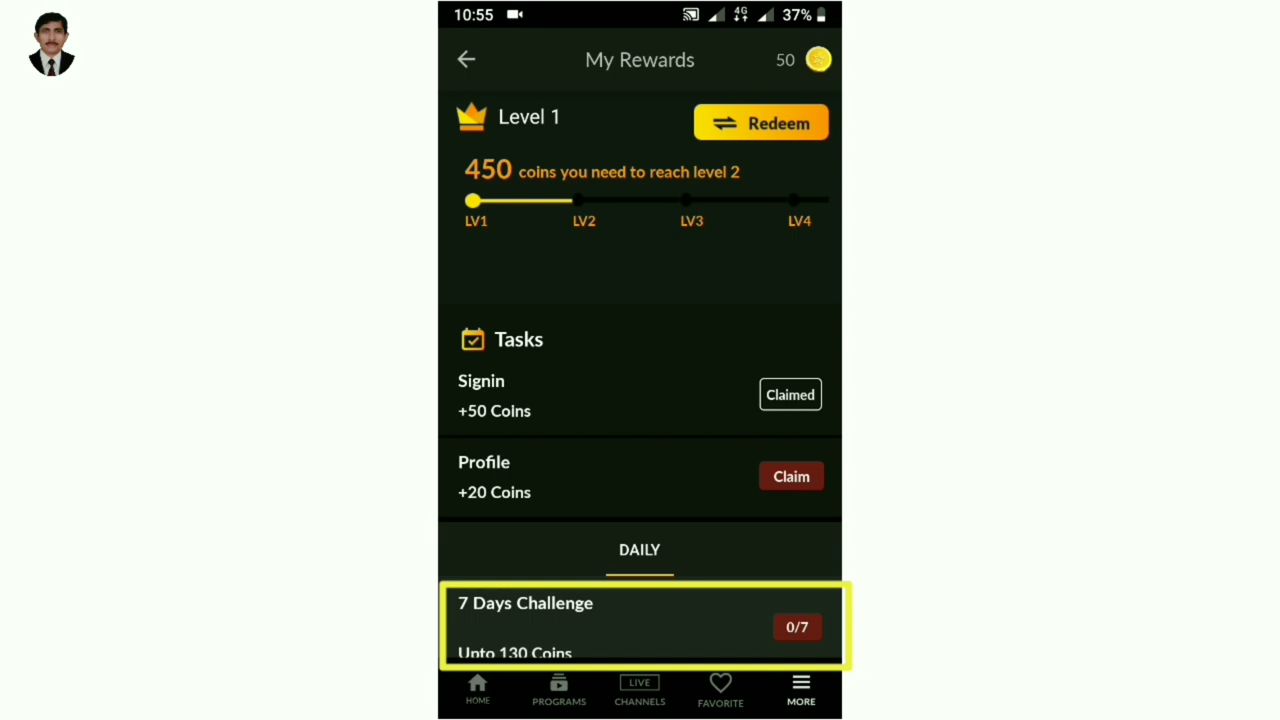 10:55 4G 37%
My Rewards 50
Level 1 Redeem
450 coins you need to reach level 2
LV1 LV2 LV3 LV4
Tasks
Signin
+50 Coins
Claimed
Profile
+20 Coins
Claim
DAILY
7 Days Challenge
0/7
Upto 130 Coins
LIVE
HOME PROGRAMS CHANNELS FAVORITE MORE